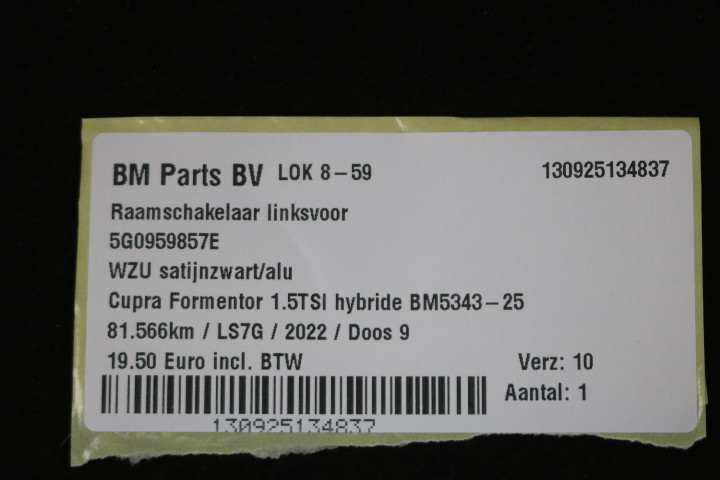 BM Parts BV LOK 8-59 130925134837
Raamschakelaar linksvoor
5G0959857E
WZU satijnzwart/alu
Cupra Formentor 1.5TSI hybride BM5343-25
81.566km / LS7G / 2022 / Doos 9
19.50 Euro incl. BTW Verz: 10
Aantal: 1
130925134837